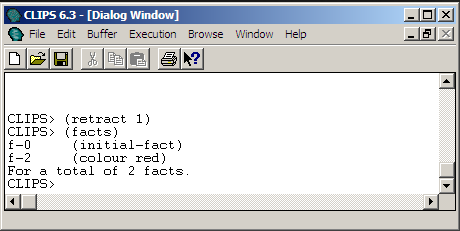 CLIPS 6.3 - [Dialog Window]
File Edit Buffer Execution Browse Window Help
CLIPS> (retract 1)
CLIPS> (facts)
f-0     (initial-fact)
f-2     (colour red)
For a total of 2 facts.
CLIPS>